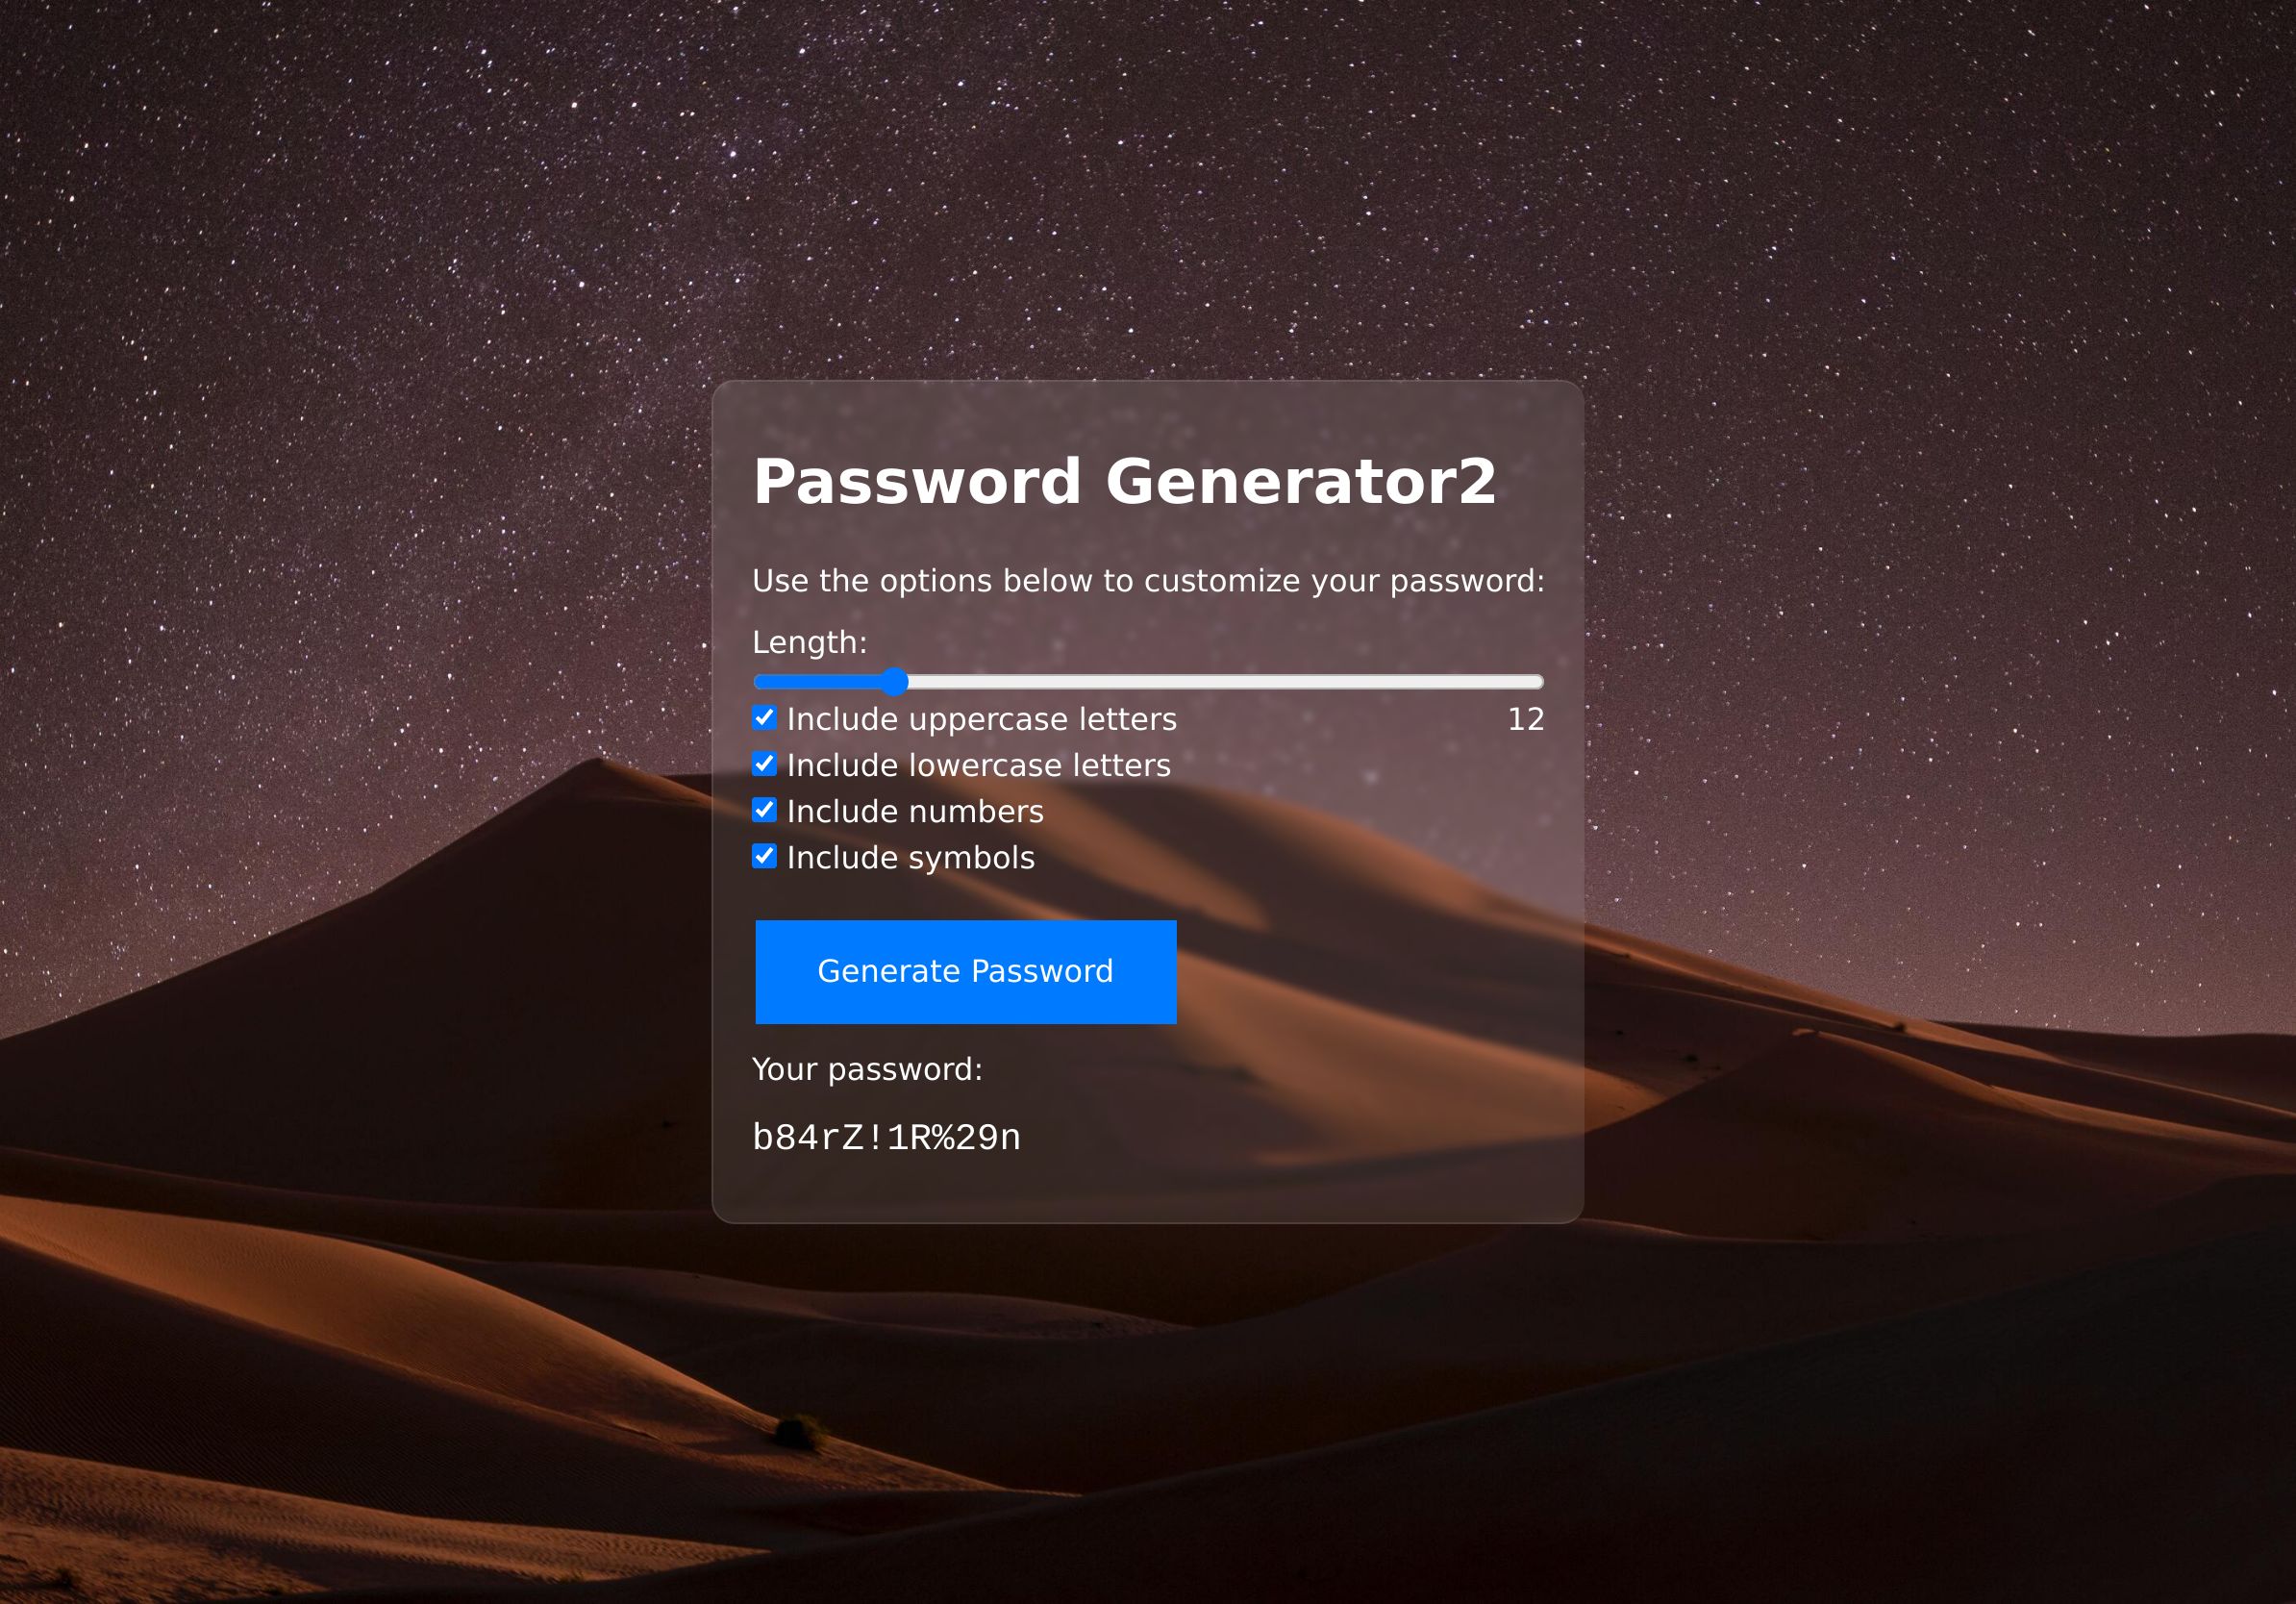 Password Generator2
Use the options below to customize your password:
Length:
Include uppercase letters 12
Include lowercase letters
Include numbers
Include symbols
Generate Password
Your password:
b84rZ!1R%29n